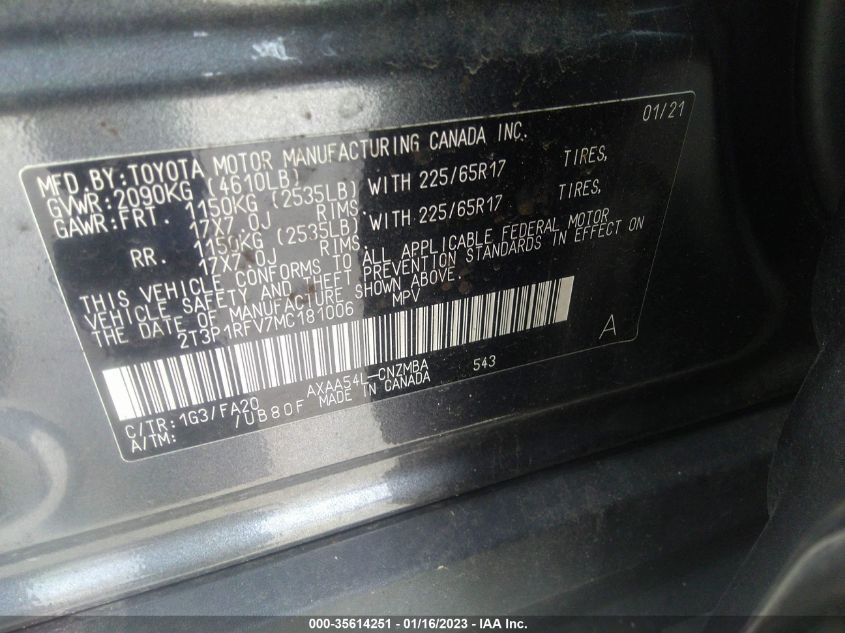 01/21
MFD. BY: TOYOTA MOTOR MANUFACTURING CANADA INC.
GVWR: 2090KG (4610LB)
GAWR: FRT. 1150KG (2535LB) WITH 225/65R17 TIRES,
17X7.0J RIMS,
RR. 1150KG (2535LB) WITH 225/65R17 TIRES,
17X7.0J RIMS,
THIS VEHICLE CONFORMS TO ALL APPLICABLE FEDERAL MOTOR
VEHICLE SAFETY AND THEFT PREVENTION STANDARDS IN EFFECT ON
THE DATE OF MANUFACTURE SHOWN ABOVE.
2T3P1RFV7MC181006 MPV
A
C/TR: 1G3/FA20 AXAA54L-CNZMBA 543
A/TM: /UB80F MADE IN CANADA
000-35614251 - 01/16/2023 - IAA Inc.